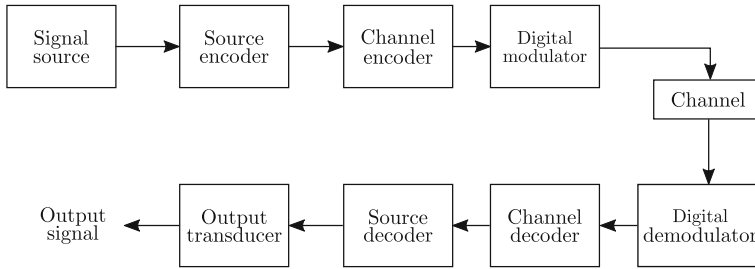 Signal
source
Source
encoder
Channel
encoder
Digital
modulator
Channel
Output
signal
Output
transducer
Source
decoder
Channel
decoder
Digital
demodulator